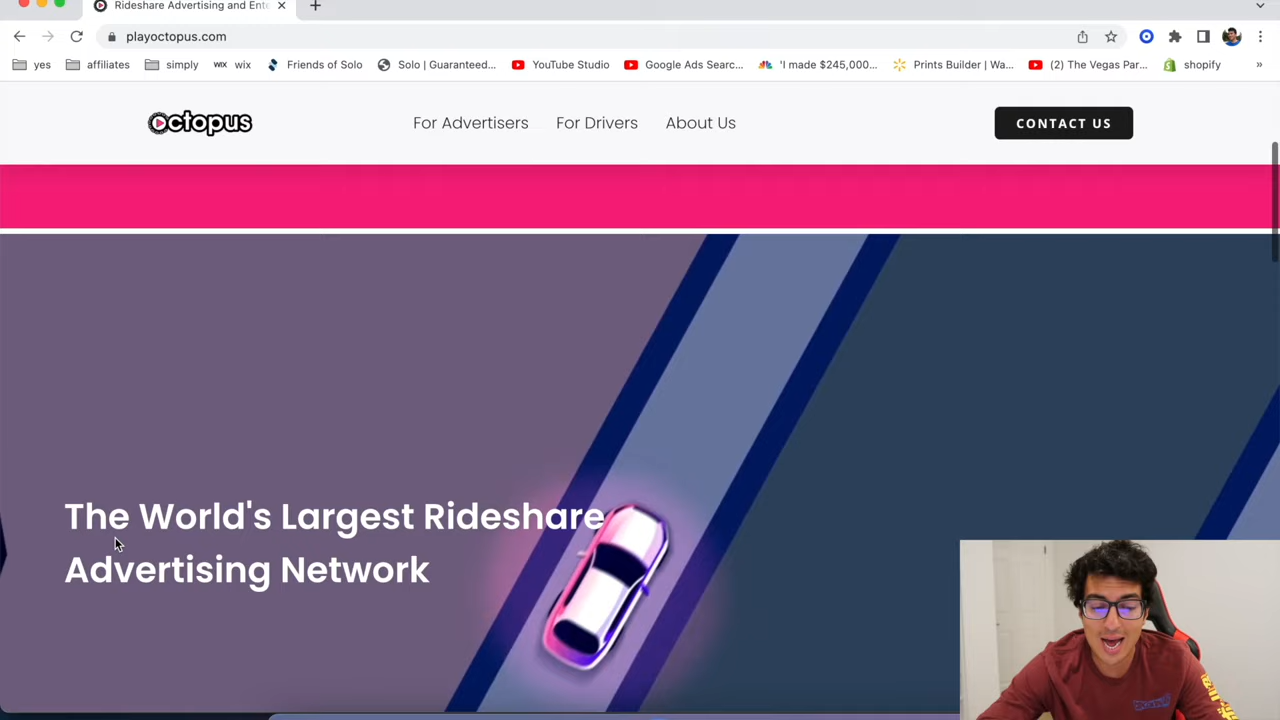 Rideshare Advertising and Ente
playoctopus.com
yes
affiliates
simply
WiX
wix
Friends of Solo
Solo | Guaranteed...
YouTube Studio
Google Ads Searc...
'I made $245,000...
Prints Builder | Wa...
(2) The Vegas Par...
shopify
»
octopus
For Advertisers
For Drivers
About Us
CONTACT US
The World's Largest Rideshare
Advertising Network